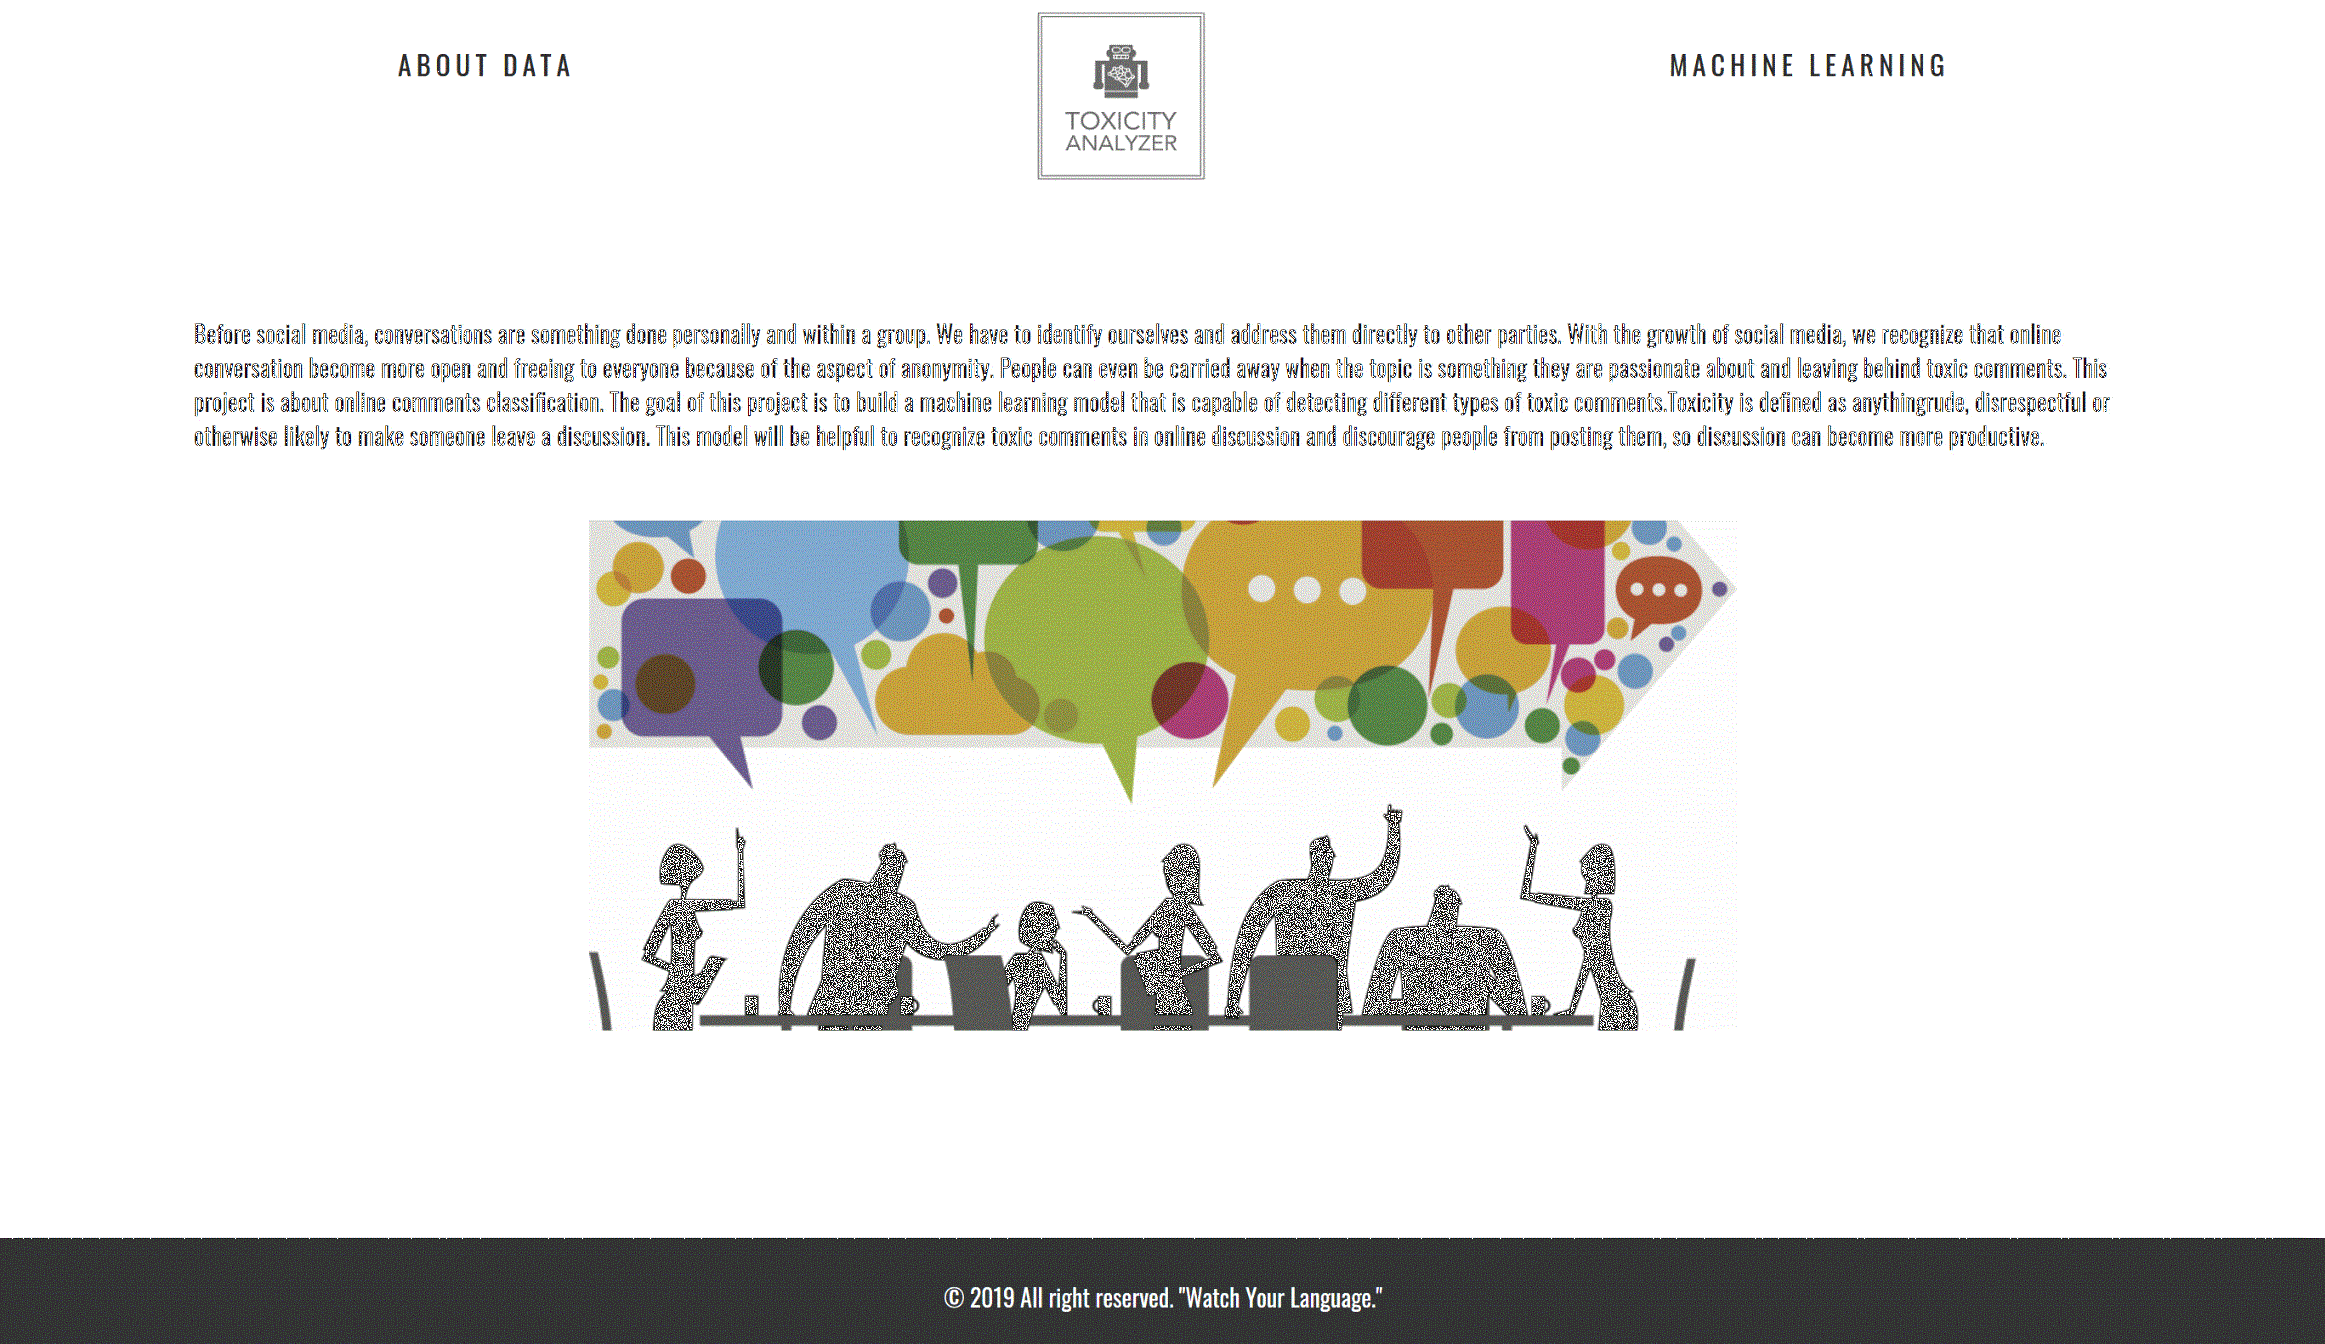 ABOUT DATA
TOXICITY
ANALYZER
MACHINE LEARNING
Before social media, conversations are something done personally and within a group. We have to identify ourselves and address them directly to other parties. With the growth of social media, we recognize that online
conversation become more open and freeing to everyone because of the aspect of anonymity. People can even be carried away when the topic is something they are passionate about and leaving behind toxic comments. This
project is about online comments classification. The goal of this project is to build a machine learning model that is capable of detecting different types of toxic comments.Toxicity is defined as anythingrude, disrespectful or
otherwise likely to make someone leave a discussion. This model will be helpful to recognize toxic comments in online discussion and discourage people from posting them, so discussion can become more productive.
© 2019 All right reserved. "Watch Your Language."